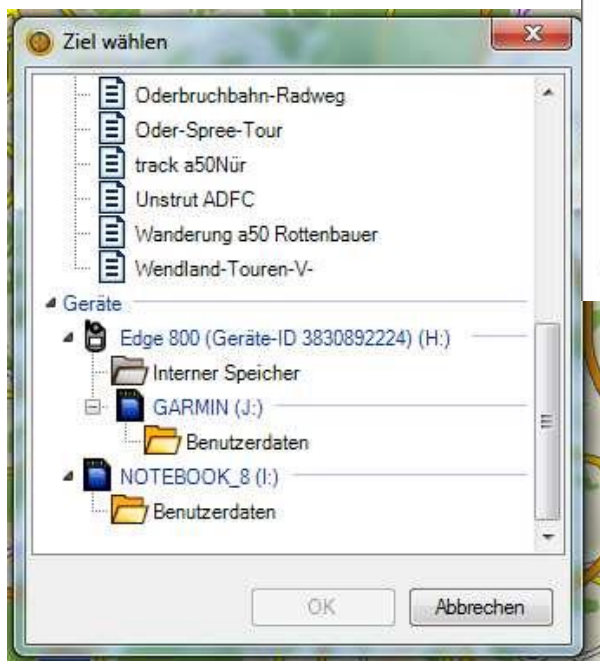 Ziel wählen
Oderbruchbahn-Radweg
Oder-Spree-Tour
track a50Nür
Unstrut ADFC
Wanderung a50 Rottenbauer
Wendland-Touren-V-
Geräte
Edge 800 (Geräte-ID 3830892224) (H:)
Interner Speicher
GARMIN (J:)
Benutzerdaten
NOTEBOOK_8 (I:)
Benutzerdaten
OK
Abbrechen